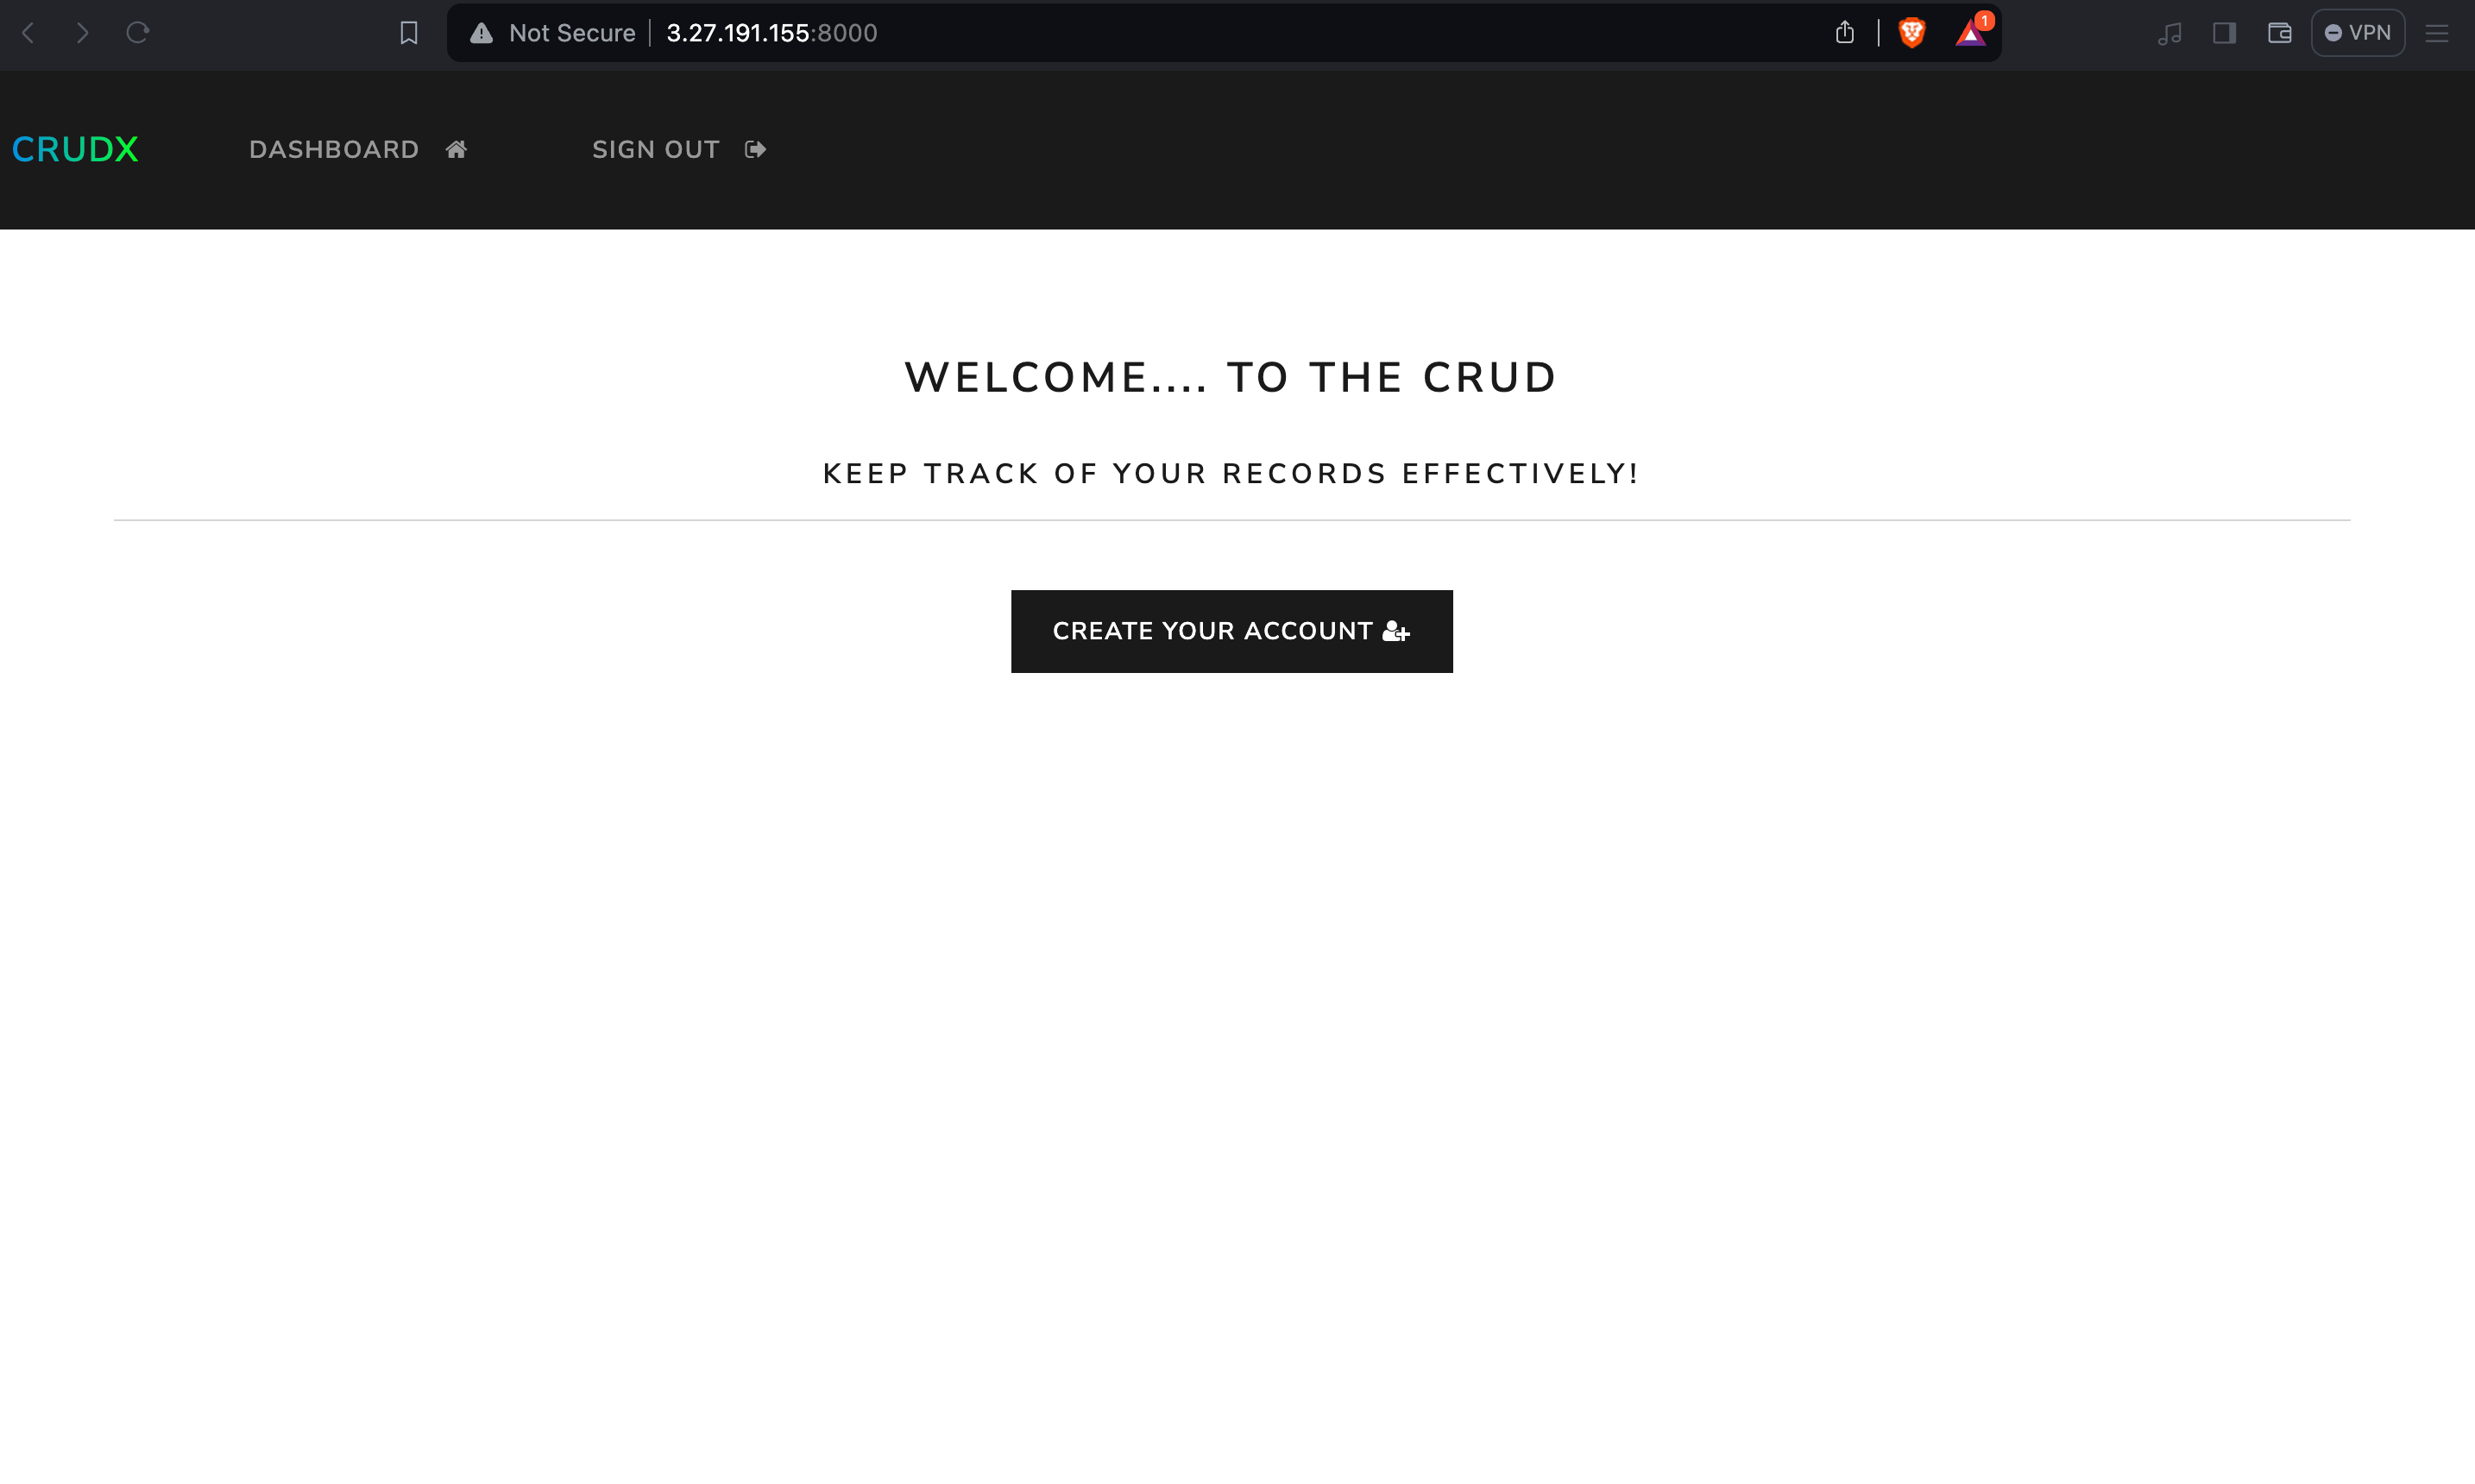 Not Secure 3.27.191.155:8000 1 VPN
CRUDX DASHBOARD SIGN OUT
WELCOME.... TO THE CRUD
KEEP TRACK OF YOUR RECORDS EFFECTIVELY!
CREATE YOUR ACCOUNT